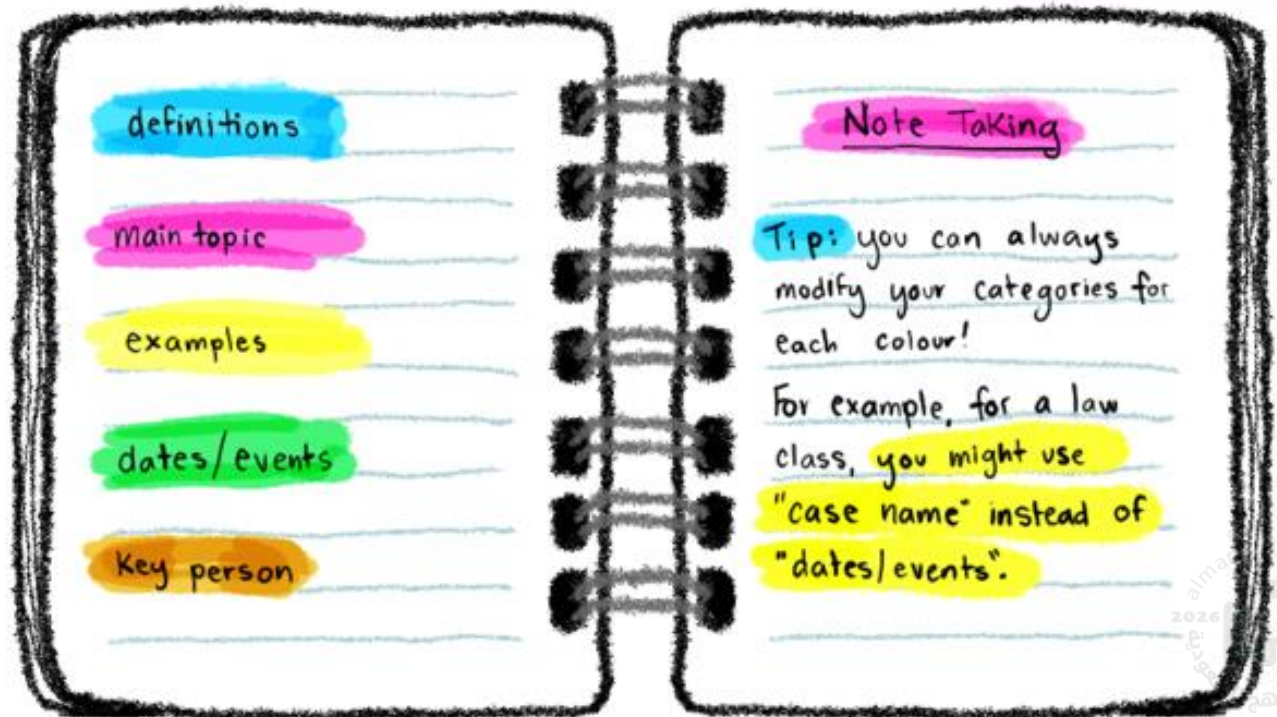 definitions
main topic
examples
dates/events
Key person
Note Taking
Tip: you can always
modify your categories for
each colour!
For example, for a law
class, you might use
"case name" instead of
"dates/events".
2026